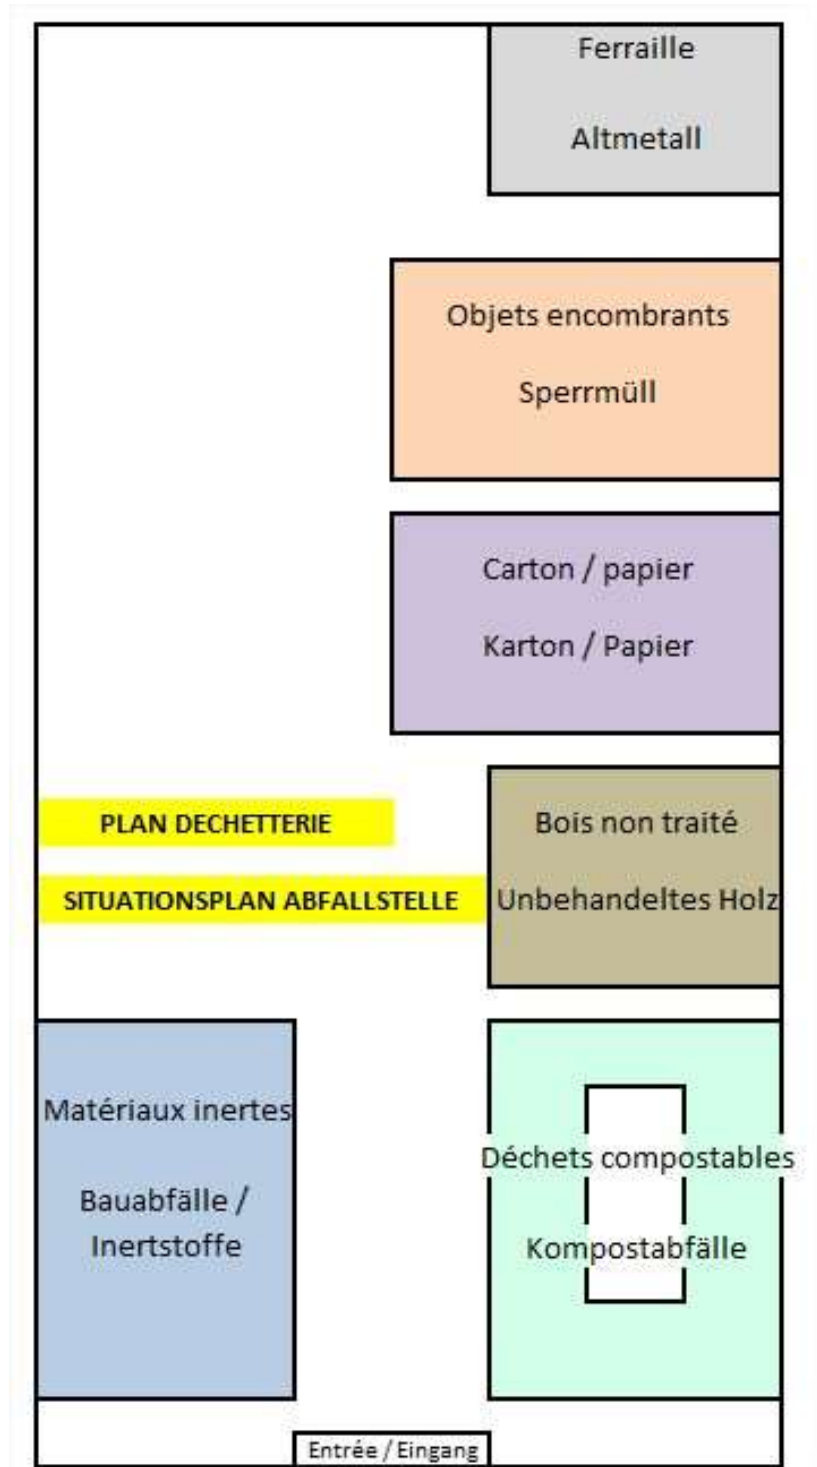 Ferraille
Altmetall
Objets encombrants
Sperrmüll
Carton / papier
Karton / Papier
PLAN DECHETTERIE
SITUATIONSPLAN ABFALLSTELLE
Bois non traité
Unbehandeltes Holz
Matériaux inertes
Bauabfälle /
Inertstoffe
Déchets compostables
Kompostabfälle
Entrée / Eingang